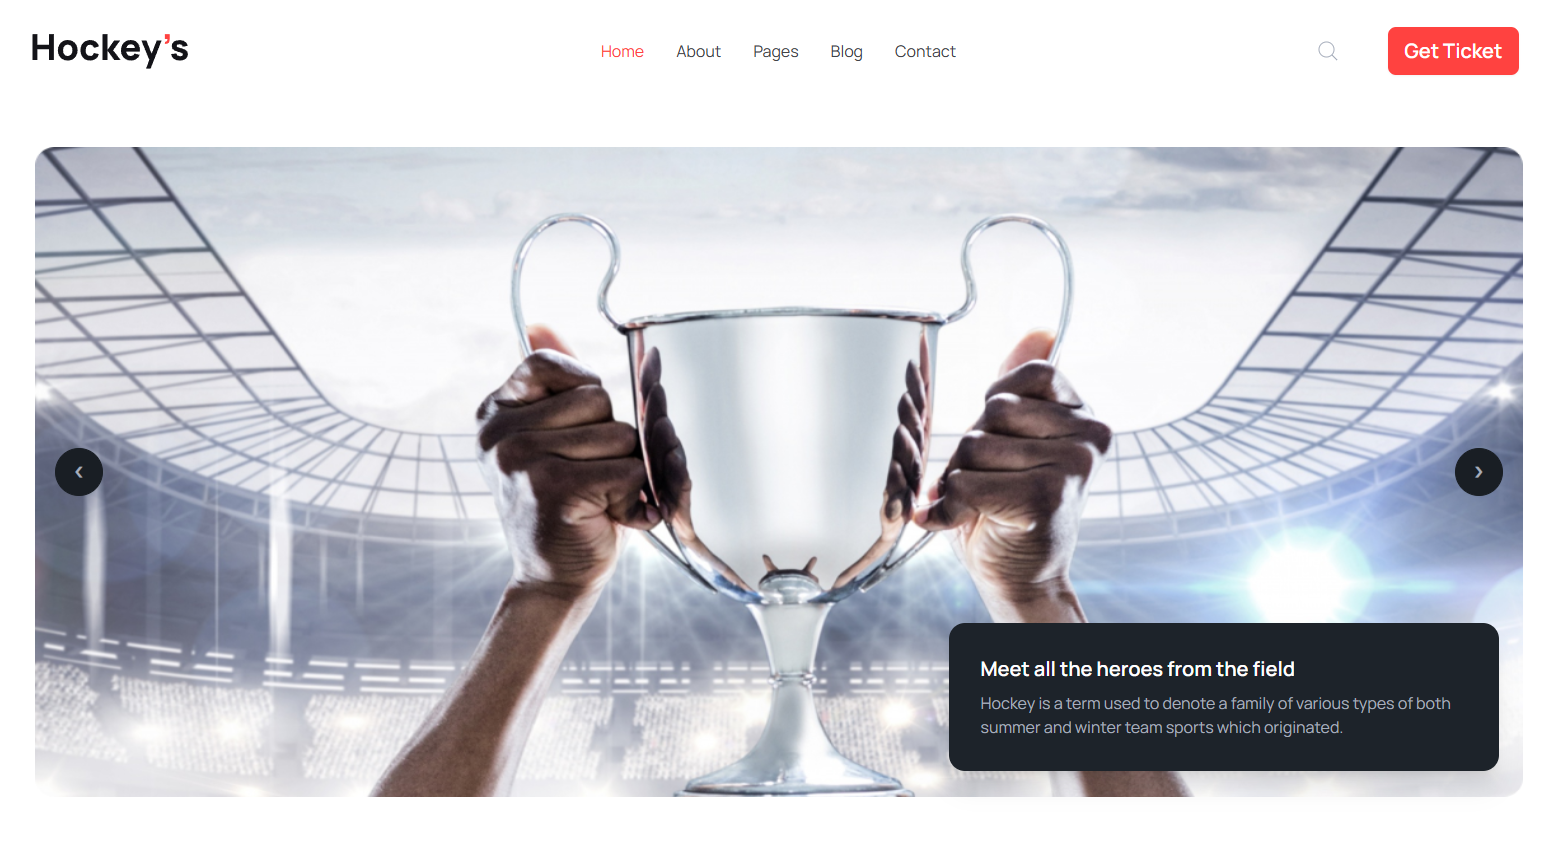 Hockey’s
Home About Pages Blog Contact
Get Ticket
Meet all the heroes from the field
Hockey is a term used to denote a family of various types of both
summer and winter team sports which originated.